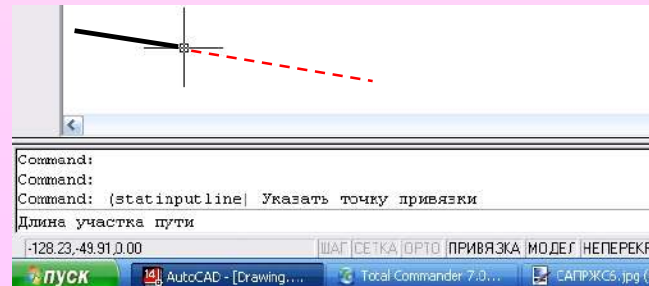 Command:
Command:
Command: (statinputline| Указать точку привязки
Длина участка пути
-128.23,-49.91,0.00 ШАГ СЕТКА ОРТО ПРИВЯЗКА МОДЕЛ НЕПЕРЕКР
пуск AutoCAD - [Drawing.... Total Commander 7.0... САПРЖС6.jpg (